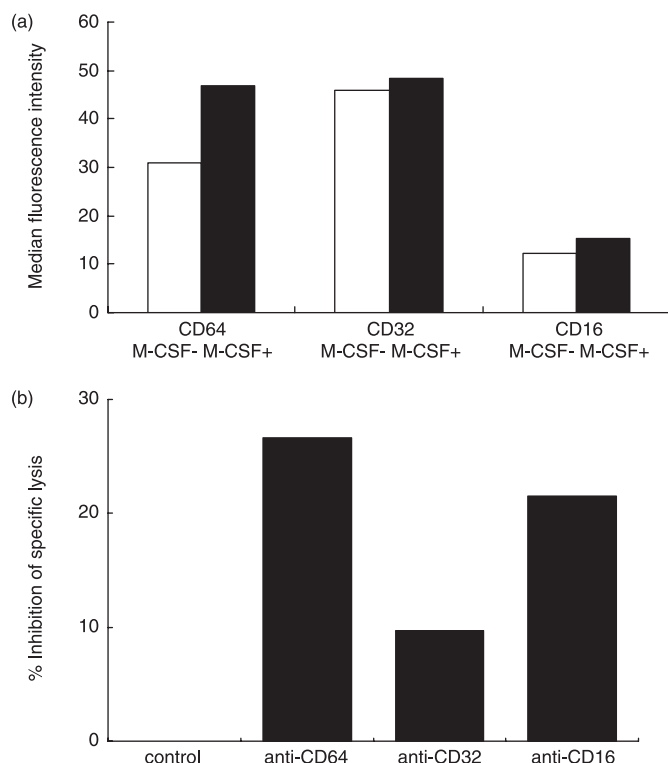 (a)
Median fluorescence intensity
60
50
40
30
20
10
0
CD64 CD32 CD16
M-CSF- M-CSF+ M-CSF- M-CSF+ M-CSF- M-CSF+
(b)
% Inhibition of specific lysis
30
20
10
0
control anti-CD64 anti-CD32 anti-CD16